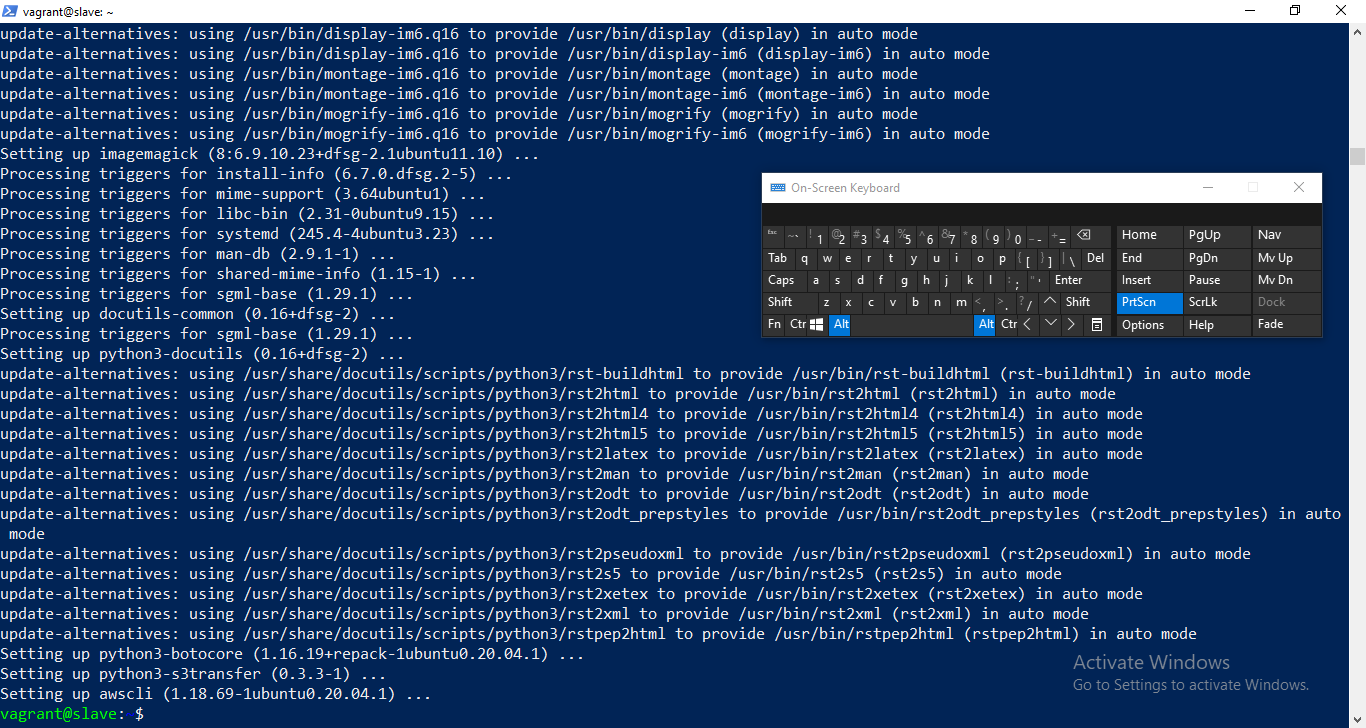 vagrant@slave: ~
update-alternatives: using /usr/bin/display-im6.q16 to provide /usr/bin/display (display) in auto mode
update-alternatives: using /usr/bin/display-im6.q16 to provide /usr/bin/display-im6 (display-im6) in auto mode
update-alternatives: using /usr/bin/montage-im6.q16 to provide /usr/bin/montage (montage) in auto mode
update-alternatives: using /usr/bin/montage-im6.q16 to provide /usr/bin/montage-im6 (montage-im6) in auto mode
update-alternatives: using /usr/bin/mogrify-im6.q16 to provide /usr/bin/mogrify (mogrify) in auto mode
update-alternatives: using /usr/bin/mogrify-im6.q16 to provide /usr/bin/mogrify-im6 (mogrify-im6) in auto mode
Setting up imagemagick (8:6.9.10.23+dfsg-2.1ubuntu11.10) ...
Processing triggers for install-info (6.7.0.dfsg.2-5) ...
Processing triggers for mime-support (3.64ubuntu1) ...
Processing triggers for libc-bin (2.31-0ubuntu9.15) ...
Processing triggers for systemd (245.4-4ubuntu3.23) ...
Processing triggers for man-db (2.9.1-1) ...
Processing triggers for shared-mime-info (1.15-1) ...
Processing triggers for sgml-base (1.29.1) ...
Setting up docutils-common (0.16+dfsg-2) ...
Processing triggers for sgml-base (1.29.1) ...
Setting up python3-docutils (0.16+dfsg-2) ...
update-alternatives: using /usr/share/docutils/scripts/python3/rst-buildhtml to provide /usr/bin/rst-buildhtml (rst-buildhtml) in auto mode
update-alternatives: using /usr/share/docutils/scripts/python3/rst2html to provide /usr/bin/rst2html (rst2html) in auto mode
update-alternatives: using /usr/share/docutils/scripts/python3/rst2html4 to provide /usr/bin/rst2html4 (rst2html4) in auto mode
update-alternatives: using /usr/share/docutils/scripts/python3/rst2html5 to provide /usr/bin/rst2html5 (rst2html5) in auto mode
update-alternatives: using /usr/share/docutils/scripts/python3/rst2latex to provide /usr/bin/rst2latex (rst2latex) in auto mode
update-alternatives: using /usr/share/docutils/scripts/python3/rst2man to provide /usr/bin/rst2man (rst2man) in auto mode
update-alternatives: using /usr/share/docutils/scripts/python3/rst2odt to provide /usr/bin/rst2odt (rst2odt) in auto mode
update-alternatives: using /usr/share/docutils/scripts/python3/rst2odt_prepstyles to provide /usr/bin/rst2odt_prepstyles (rst2odt_prepstyles) in auto
mode
update-alternatives: using /usr/share/docutils/scripts/python3/rst2pseudoxml to provide /usr/bin/rst2pseudoxml (rst2pseudoxml) in auto mode
update-alternatives: using /usr/share/docutils/scripts/python3/rst2s5 to provide /usr/bin/rst2s5 (rst2s5) in auto mode
update-alternatives: using /usr/share/docutils/scripts/python3/rst2xetex to provide /usr/bin/rst2xetex (rst2xetex) in auto mode
update-alternatives: using /usr/share/docutils/scripts/python3/rst2xml to provide /usr/bin/rst2xml (rst2xml) in auto mode
update-alternatives: using /usr/share/docutils/scripts/python3/rstpep2html to provide /usr/bin/rstpep2html (rstpep2html) in auto mode
Setting up python3-botocore (1.16.19+repack-1ubuntu0.20.04.1) ...
Setting up python3-s3transfer (0.3.3-1) ...
Setting up awscli (1.18.69-1ubuntu0.20.04.1) ...
vagrant@slave: $
On-Screen Keyboard
Esc ~` ! 1 @ 2 # 3 $ 4 % 5 ^ 6 & 7 * 8 ( 9 ) 0 _ - + = Home PgUp Nav
Tab q w e r t y u i o p { [ } ] | \ Del End PgDn Mv Up
Caps a s d f g h j k l : ; " ' Enter Insert Pause Mv Dn
Shift z x c v b n m < , > . ? / Shift PrtScn ScrLk Dock
Fn Ctr Alt Alt Ctr Options Help Fade
Activate Windows
Go to Settings to activate Windows.